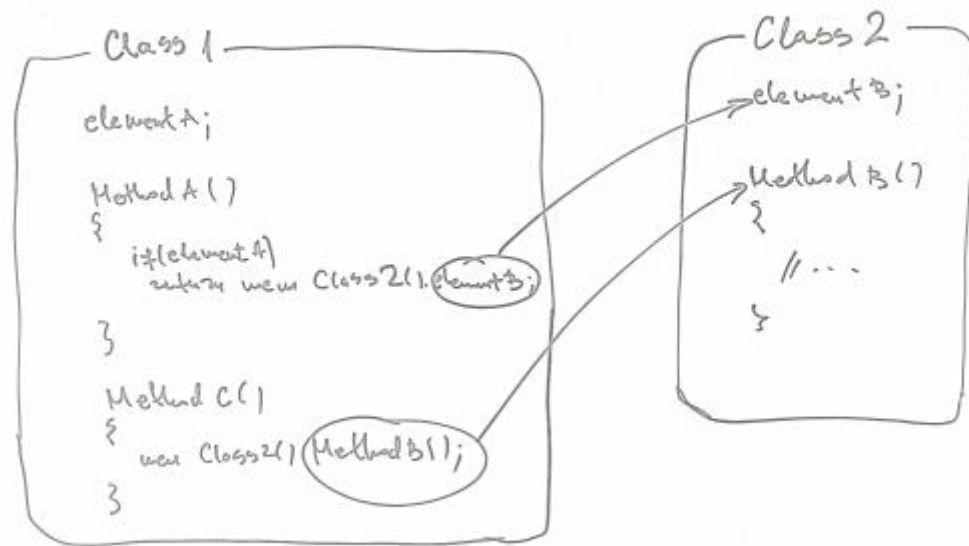 Class 1
elementA;
MethodA()
{
if(elementA)
return new Class2().elementB;
}
MethodC()
{
new Class2().MethodB();
}
Class 2
elementB;
MethodB()
{
//...
}